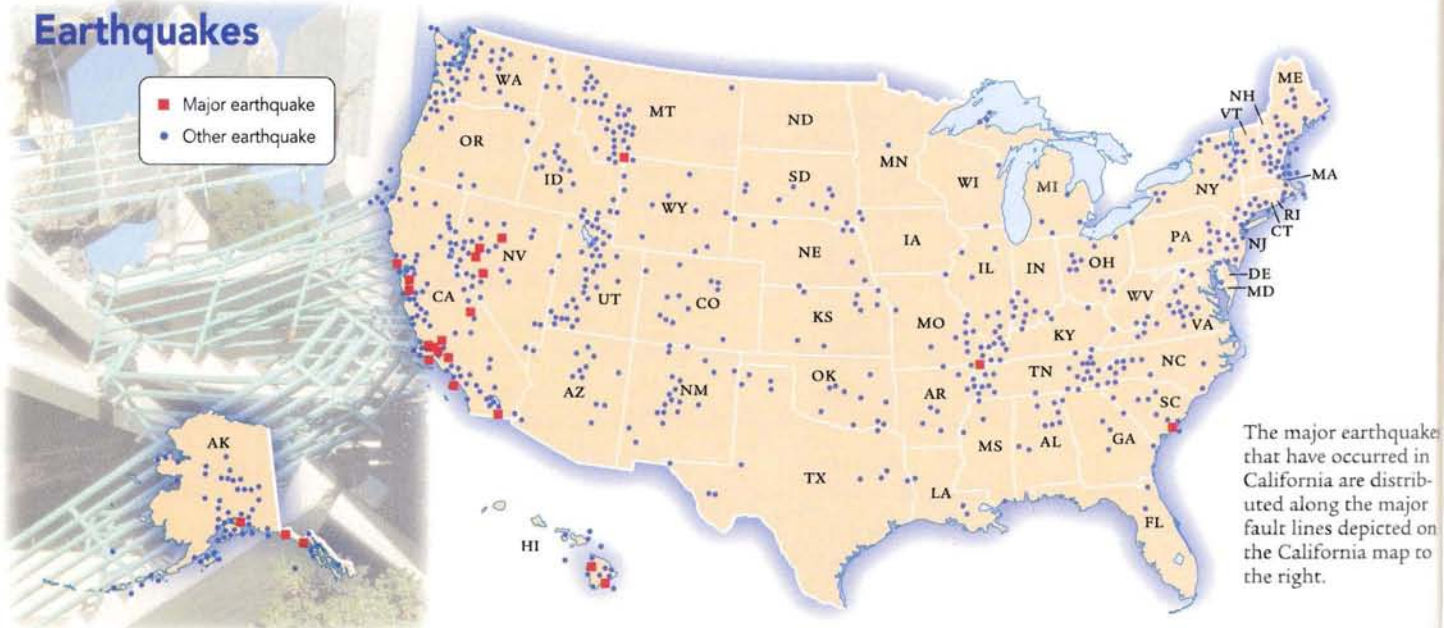 Earthquakes
Major earthquake
Other earthquake
WA
OR
ID
MT
ND
MN
SD
WI
MI
WY
NE
IA
IL
IN
OH
PA
NY
VT
NH
ME
MA
RI
CT
NJ
DE
MD
WV
VA
NV
CA
UT
CO
KS
MO
KY
NC
TN
SC
AZ
NM
OK
AR
MS
AL
GA
TX
LA
FL
AK
HI
The major earthquakes
that have occurred in
California are distrib-
uted along the major
fault lines depicted on
the California map to
the right.